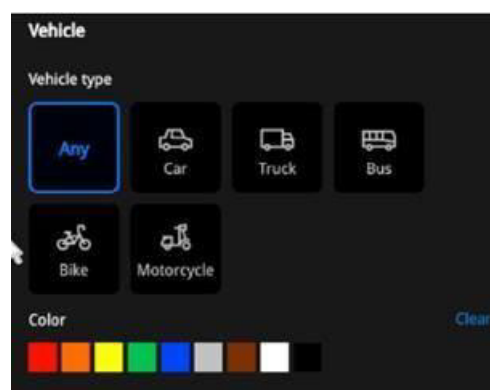 Vehicle
Vehicle type
Any
Car
Truck
Bus
Bike
Motorcycle
Color
Clear